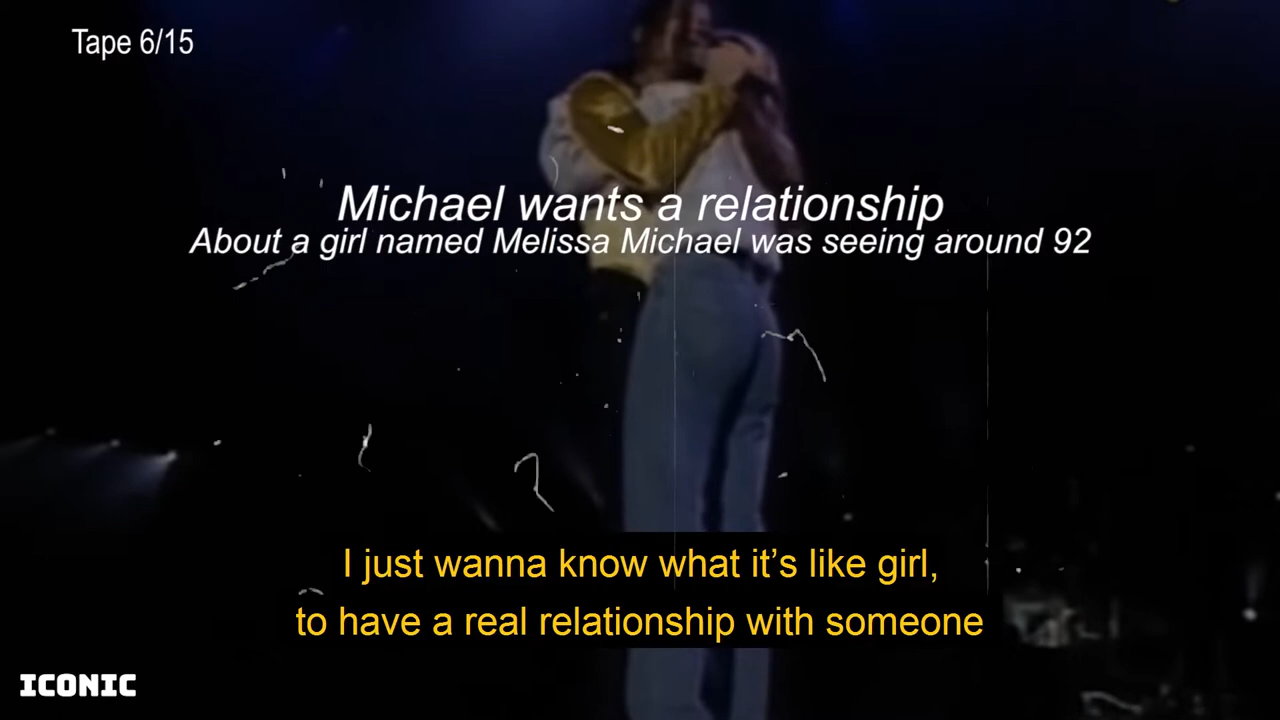 Tape 6/15
Michael wants a relationship
About a girl named Melissa Michael was seeing around 92
I just wanna know what it’s like girl,
to have a real relationship with someone
ICONIC